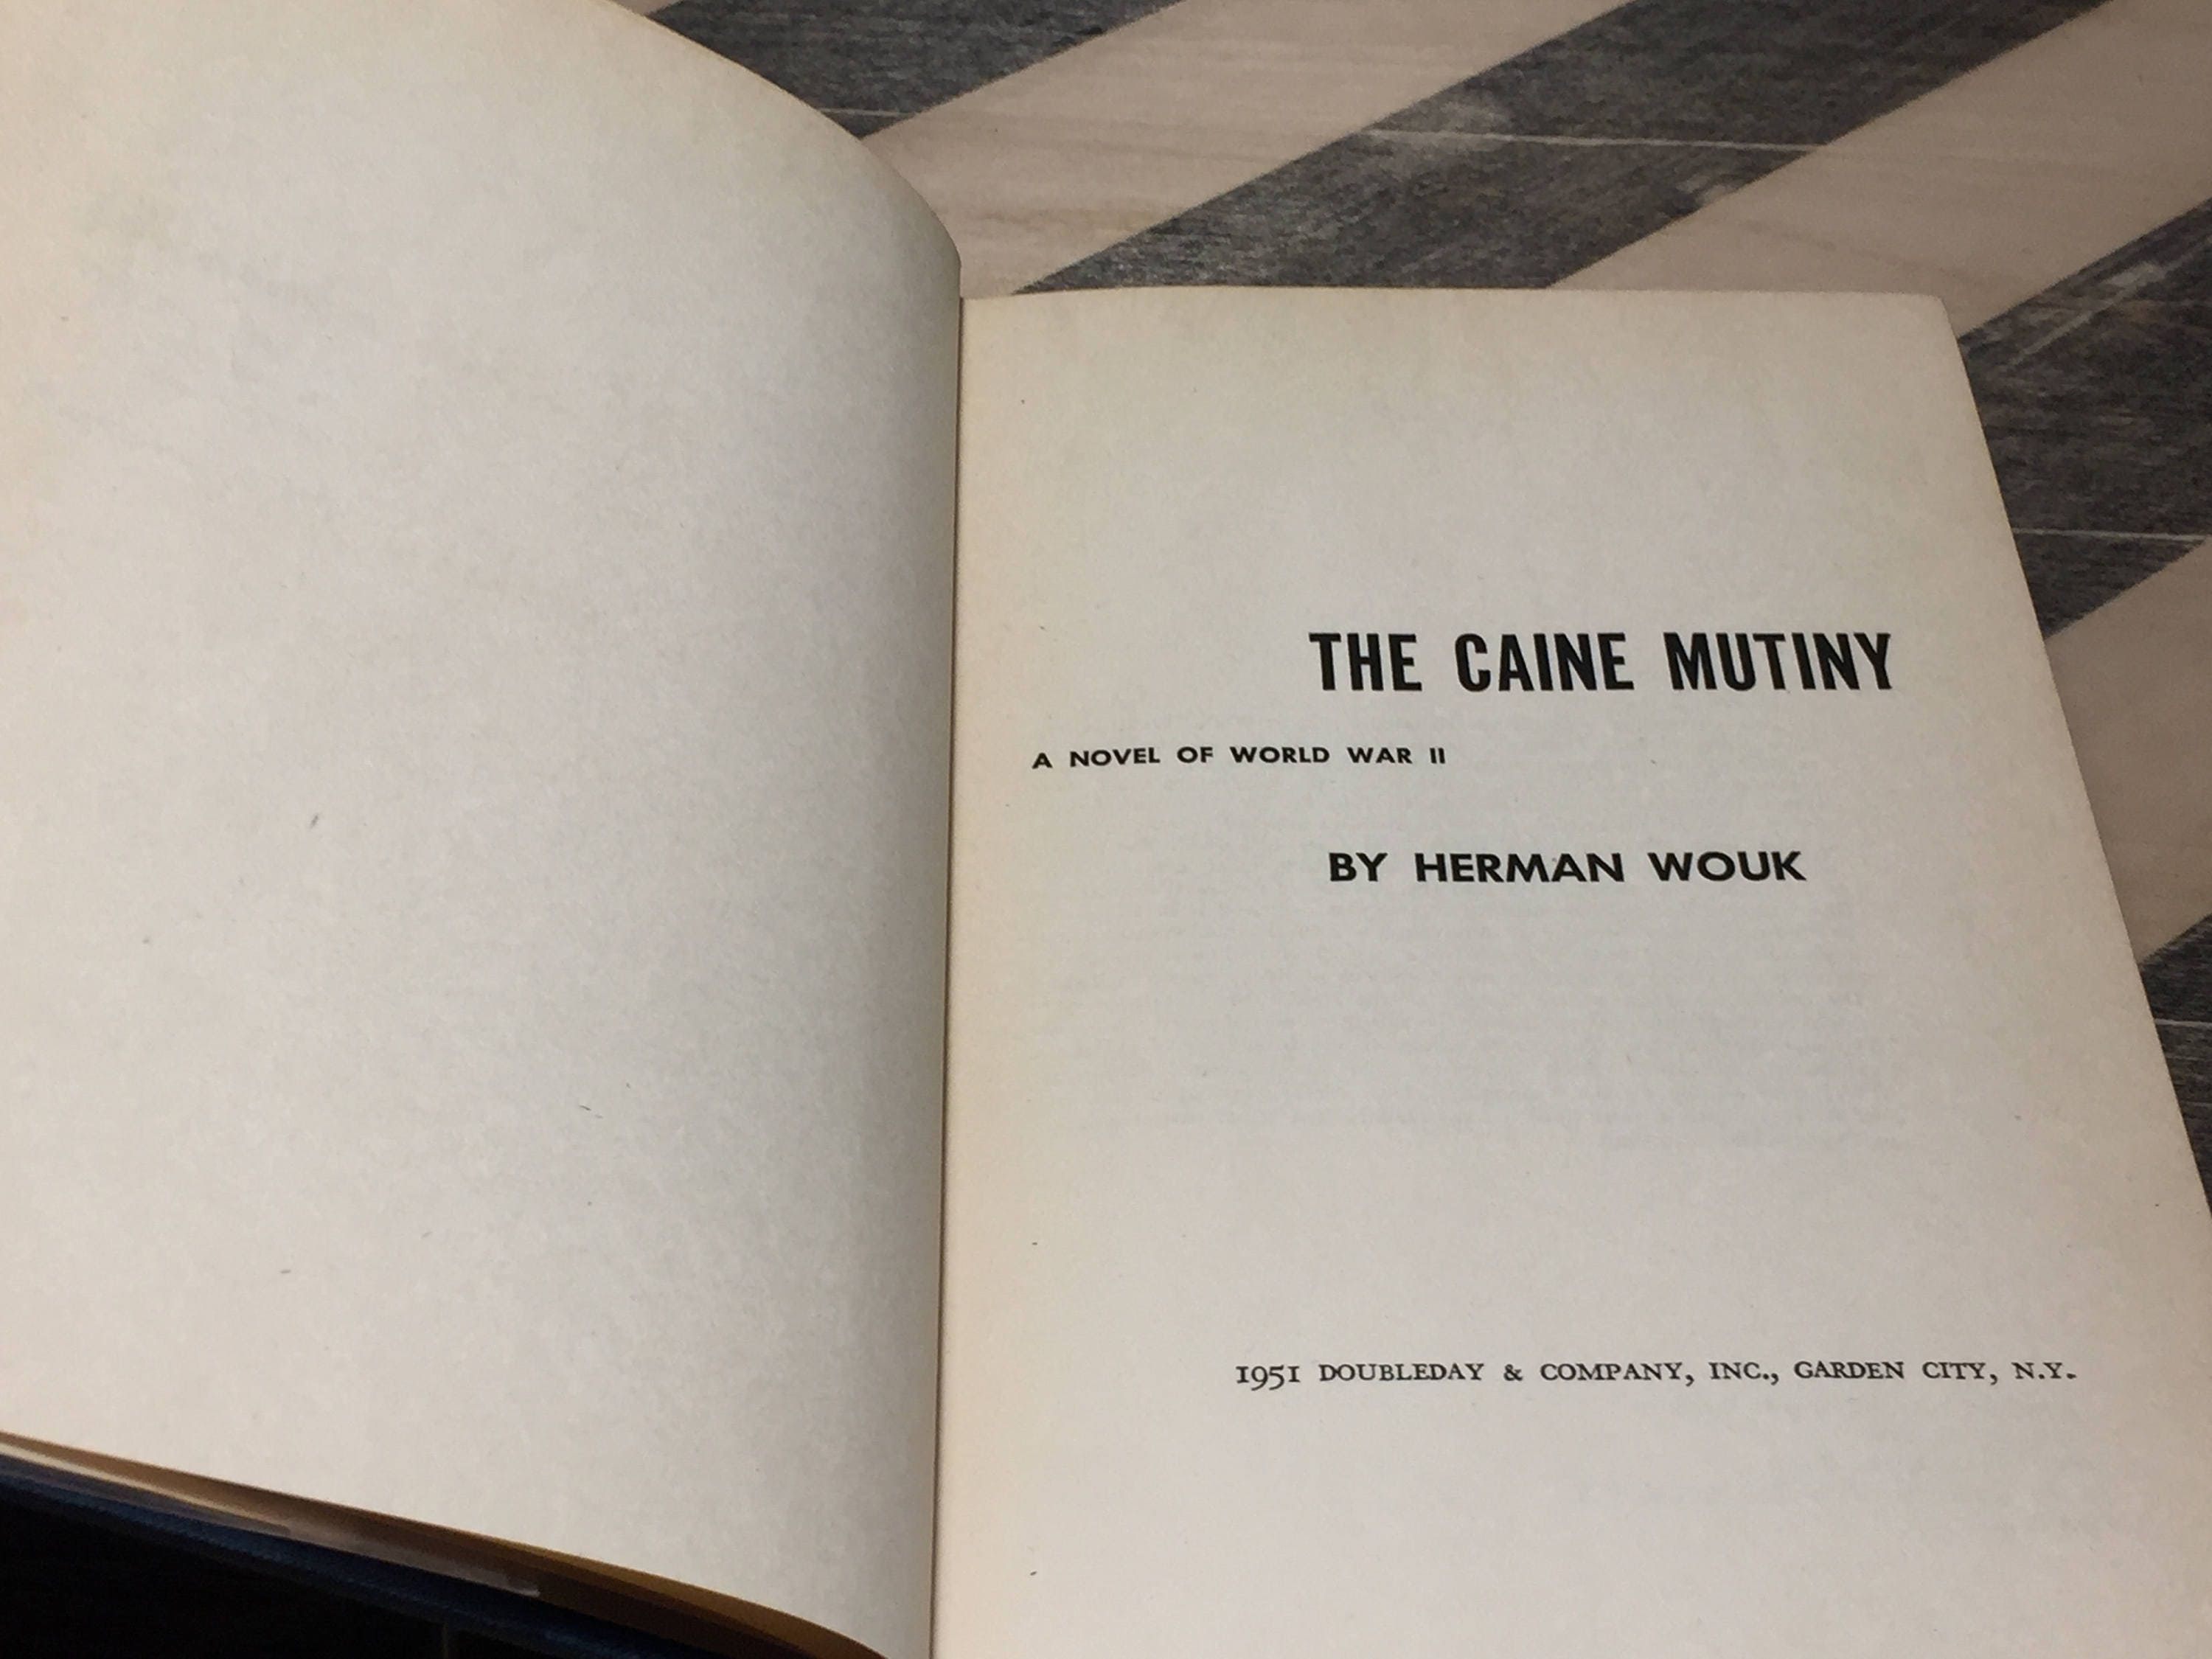 THE CAINE MUTINY
A NOVEL OF WORLD WAR II
BY HERMAN WOUK
1951 DOUBLEDAY & COMPANY, INC., GARDEN CITY, N.Y.